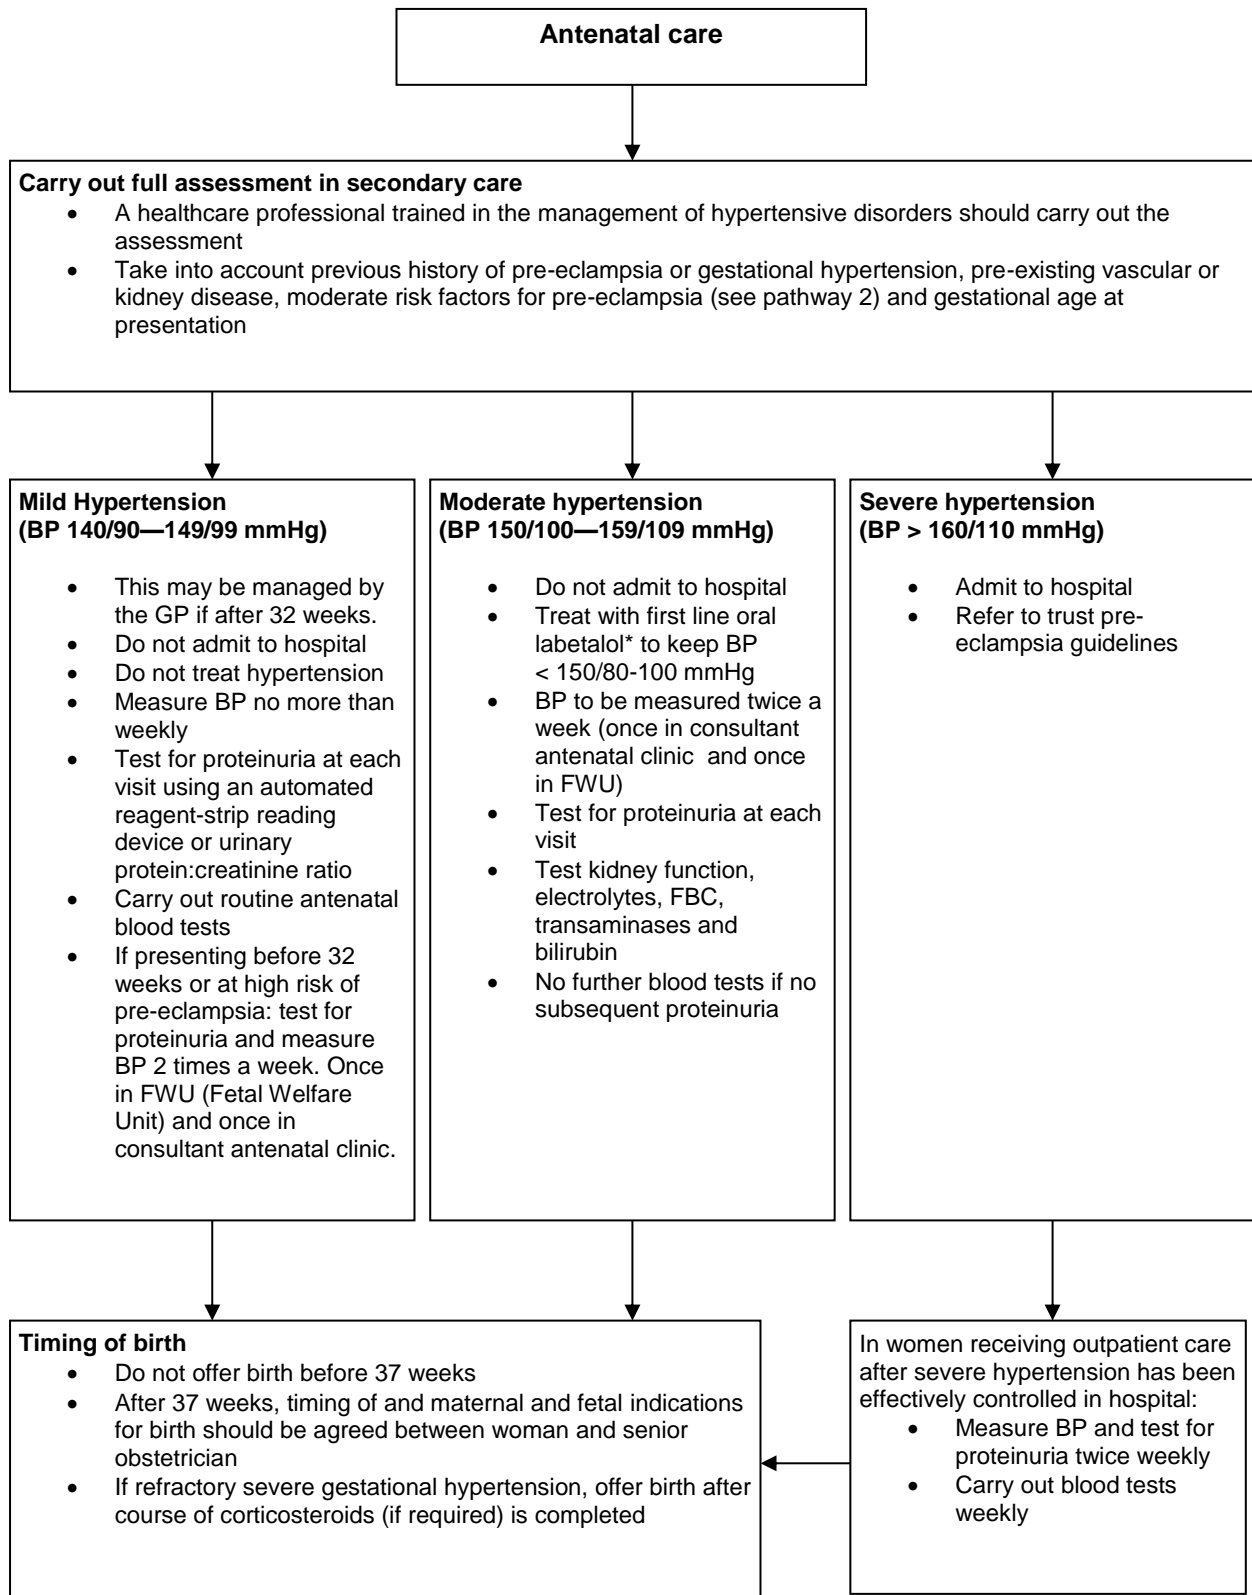 Antenatal care
Carry out full assessment in secondary care
• A healthcare professional trained in the management of hypertensive disorders should carry out the
assessment
• Take into account previous history of pre-eclampsia or gestational hypertension, pre-existing vascular or
kidney disease, moderate risk factors for pre-eclampsia (see pathway 2) and gestational age at
presentation
Mild Hypertension
(BP 140/90—149/99 mmHg)
• This may be managed by
the GP if after 32 weeks.
• Do not admit to hospital
• Do not treat hypertension
• Measure BP no more than
weekly
• Test for proteinuria at each
visit using an automated
reagent-strip reading
device or urinary
protein:creatinine ratio
• Carry out routine antenatal
blood tests
• If presenting before 32
weeks or at high risk of
pre-eclampsia: test for
proteinuria and measure
BP 2 times a week. Once
in FWU (Fetal Welfare
Unit) and once in
consultant antenatal clinic.
Moderate hypertension
(BP 150/100—159/109 mmHg)
• Do not admit to hospital
• Treat with first line oral
labetalol* to keep BP
< 150/80-100 mmHg
• BP to be measured twice a
week (once in consultant
antenatal clinic and once
in FWU)
• Test for proteinuria at each
visit
• Test kidney function,
electrolytes, FBC,
transaminases and
bilirubin
• No further blood tests if no
subsequent proteinuria
Severe hypertension
(BP > 160/110 mmHg)
• Admit to hospital
• Refer to trust pre-
eclampsia guidelines
Timing of birth
• Do not offer birth before 37 weeks
• After 37 weeks, timing of and maternal and fetal indications
for birth should be agreed between woman and senior
obstetrician
• If refractory severe gestational hypertension, offer birth after
course of corticosteroids (if required) is completed
In women receiving outpatient care
after severe hypertension has been
effectively controlled in hospital:
• Measure BP and test for
proteinuria twice weekly
• Carry out blood tests
weekly